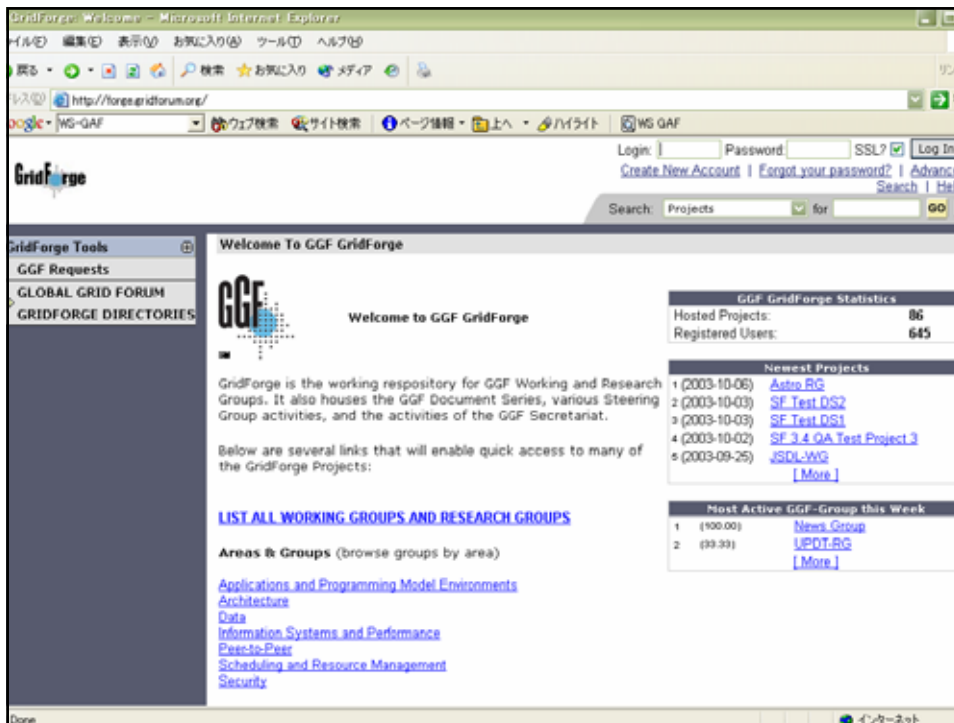 GridForge: Welcome - Microsoft Internet Explorer
イル(F) 編集(E) 表示(V) お気に入り(A) ツール(T) ヘルプ(H)
戻る 検索 お気に入り メディア
レス(D) http://forge.gridforum.org/
WS-GAF ウェブ検索 サイト検索 ページ情報 上へ ハイライト WS GAF
Login: Password: SSL? Log In
Create New Account | Forgot your password? | Advanc
Search | Hel
GridForge
Search: Projects for GO
GridForge Tools
GGF Requests
GLOBAL GRID FORUM
GRIDFORGE DIRECTORIES
Welcome To GGF GridForge
GGF
Welcome to GGF GridForge
GridForge is the working respository for GGF Working and Research
Groups. It also houses the GGF Document Series, various Steering
Group activities, and the activities of the GGF Secretariat.
Below are several links that will enable quick access to many of
the GridForge Projects:
LIST ALL WORKING GROUPS AND RESEARCH GROUPS
Areas & Groups (browse groups by area)
Applications and Programming Model Environments
Architecture
Data
Information Systems and Performance
Peer-to-Peer
Scheduling and Resource Management
Security
GGF GridForge Statistics
Hosted Projects: 86
Registered Users: 645
Newest Projects
1 (2003-10-06) Astro RG
2 (2003-10-03) SF Test DS2
3 (2003-10-03) SF Test DS1
4 (2003-10-02) SF 3.4 QA Test Project 3
5 (2003-09-25) JSDL-WG
[ More ]
Most Active GGF-Group this Week
1 (100.00) News Group
2 (33.33) UPDT-RG
[ More ]
Done インターネット